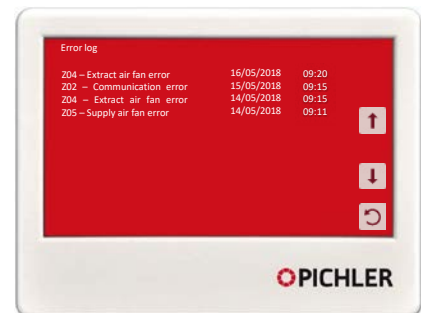 Error log
Z04 – Extract air fan error 16/05/2018 09:20
Z02 – Communication error 15/05/2018 09:15
Z04 – Extract air fan error 14/05/2018 09:15
Z05 – Supply air fan error 14/05/2018 09:11
PICHLER